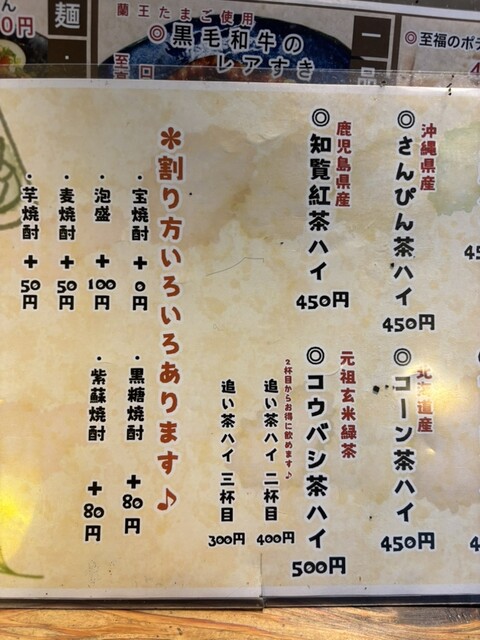 蘭王たまご使用
◎黒毛和牛の
レアすき
麺
◎至福のポテ
沖縄県産
◎さんぴん茶ハイ
450円
北海道産
◎コーン茶ハイ
450円
鹿児島県産
◎知覧紅茶ハイ
450円
元祖玄米緑茶
◎コウバシ茶ハイ
500円
2杯目からお得に飲めます♪
追い茶ハイ 二杯目
400円
追い茶ハイ 三杯目
300円
＊割り方いろいろあります♪
・宝焼酎 +0円
・泡盛 +100円
・麦焼酎 +50円
・芋焼酎 +50円
・黒糖焼酎 +80円
・紫蘇焼酎 +80円